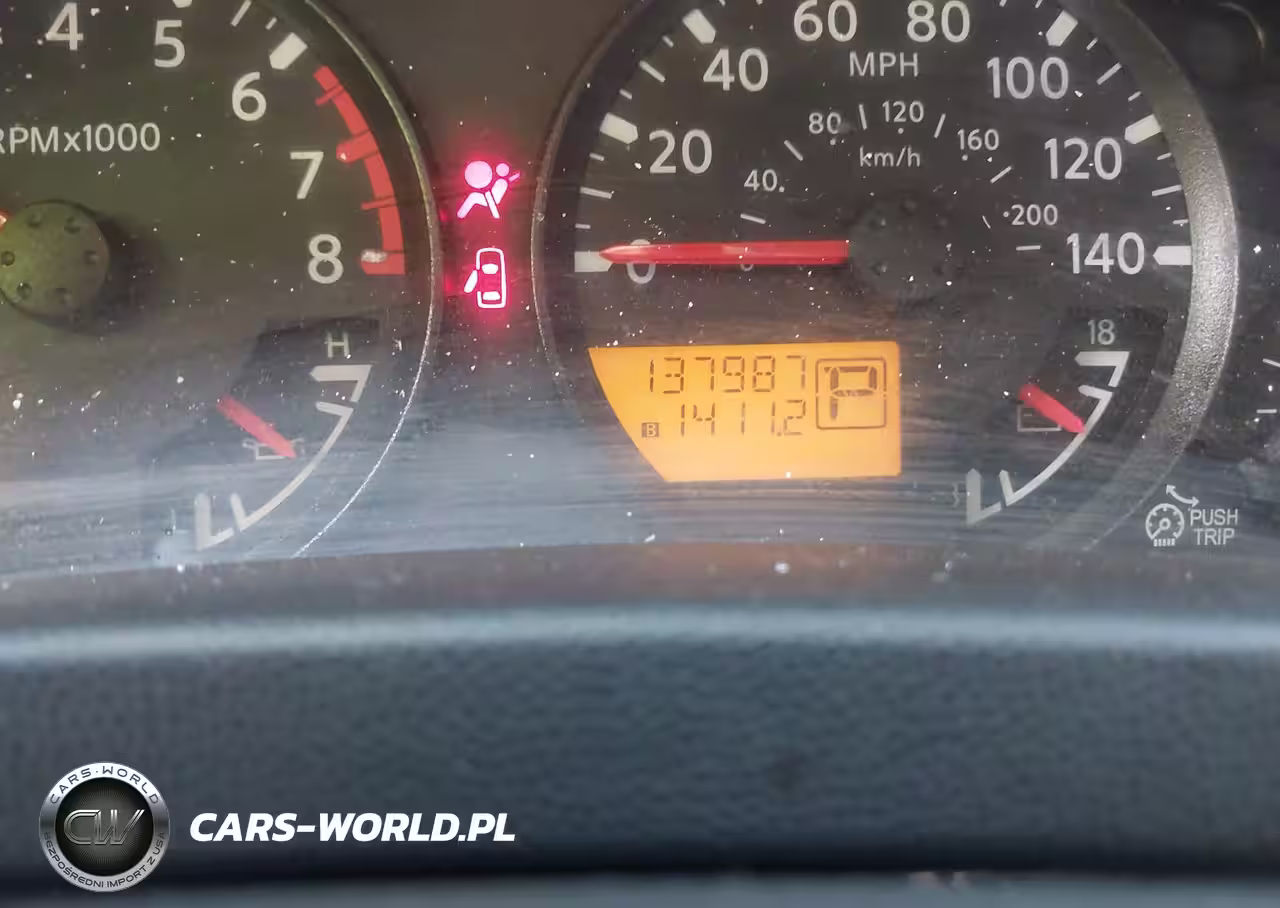 4 5 6 7 8
RPMx1000
H
20 40 60 80 100 120 140
MPH
40 80 120 160 200
km/h
0
137987
P
B 1411.2
18
PUSH
TRIP
CARS-WORLD
CW
BEZPOŚREDNI IMPORT Z USA
CARS-WORLD.PL